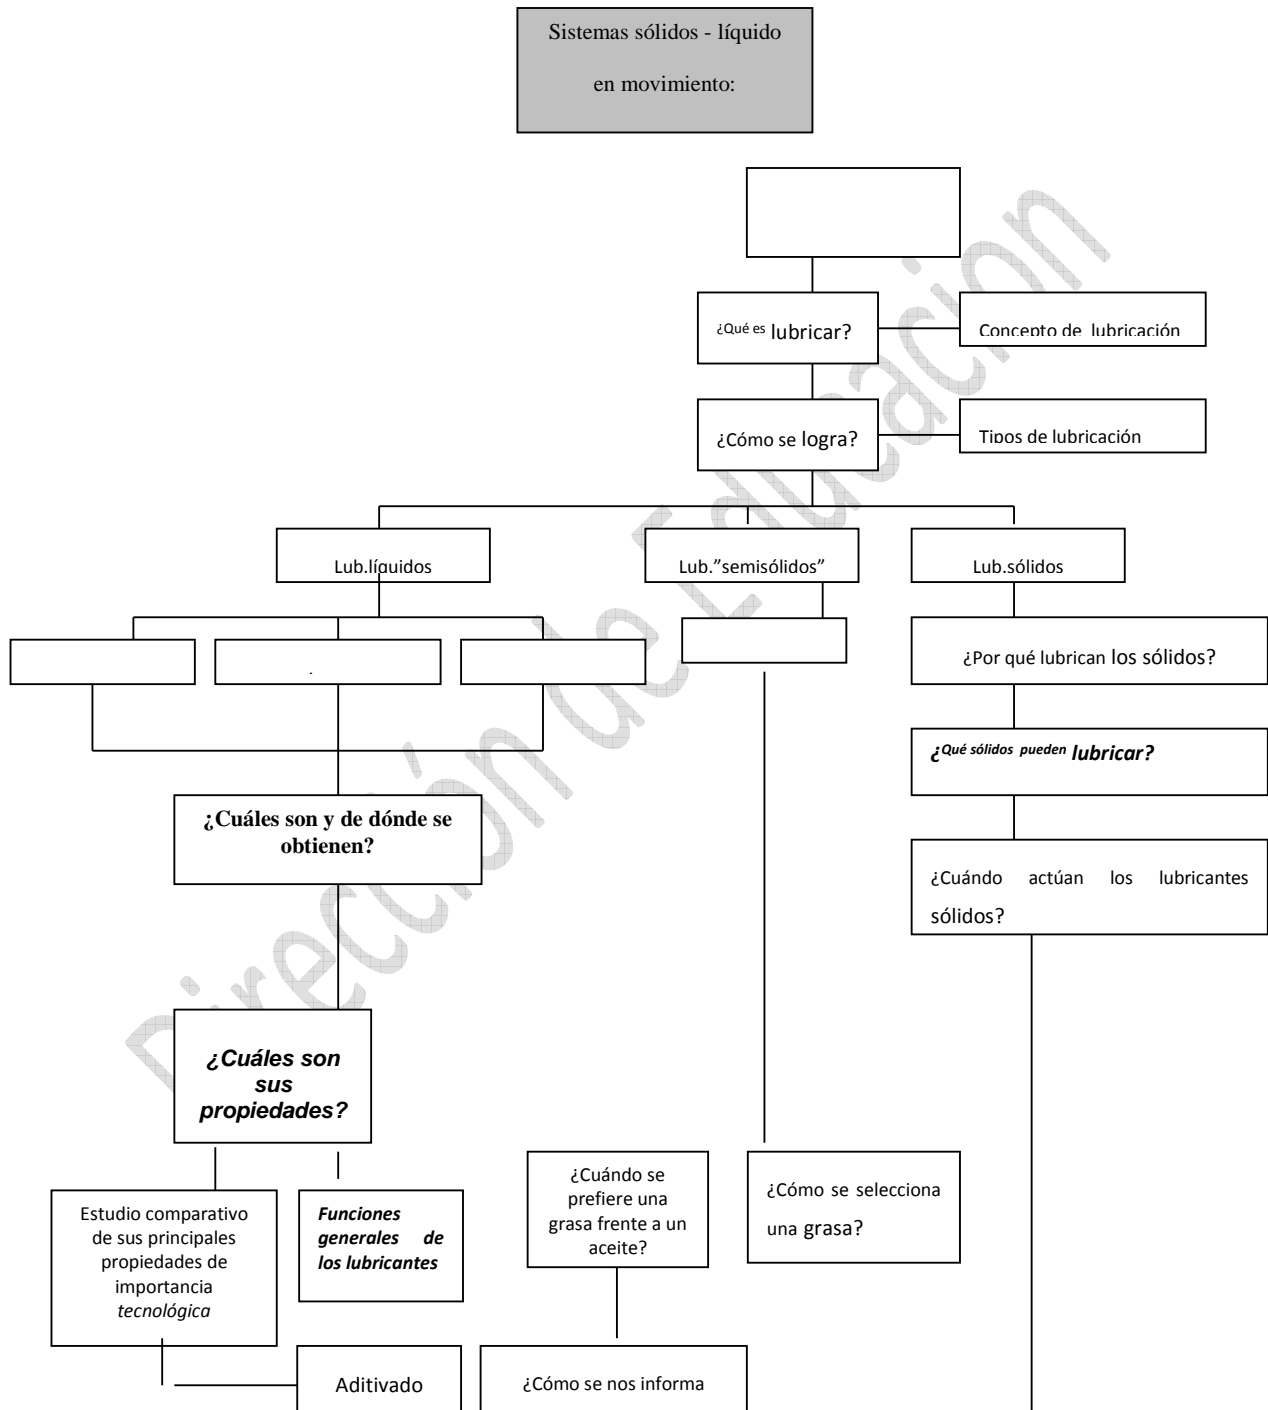 Sistemas sólidos - líquido
en movimiento:
¿Qué es lubricar?
Concepto de lubricación
¿Cómo se logra?
Tipos de lubricación
Lub.líquidos
Lub.”semisólidos”
Lub.sólidos
.
¿Por qué lubrican los sólidos?
¿Qué sólidos pueden lubricar?
¿Cuáles son y de dónde se
obtienen?
¿Cuándo actúan los lubricantes
sólidos?
¿Cuáles son
sus
propiedades?
Estudio comparativo
de sus principales
propiedades de
importancia
tecnológica
Funciones
generales de
los lubricantes
¿Cuándo se
prefiere una
grasa frente a un
aceite?
¿Cómo se selecciona
una grasa?
Aditivado
¿Cómo se nos informa
Dirección de Educacion